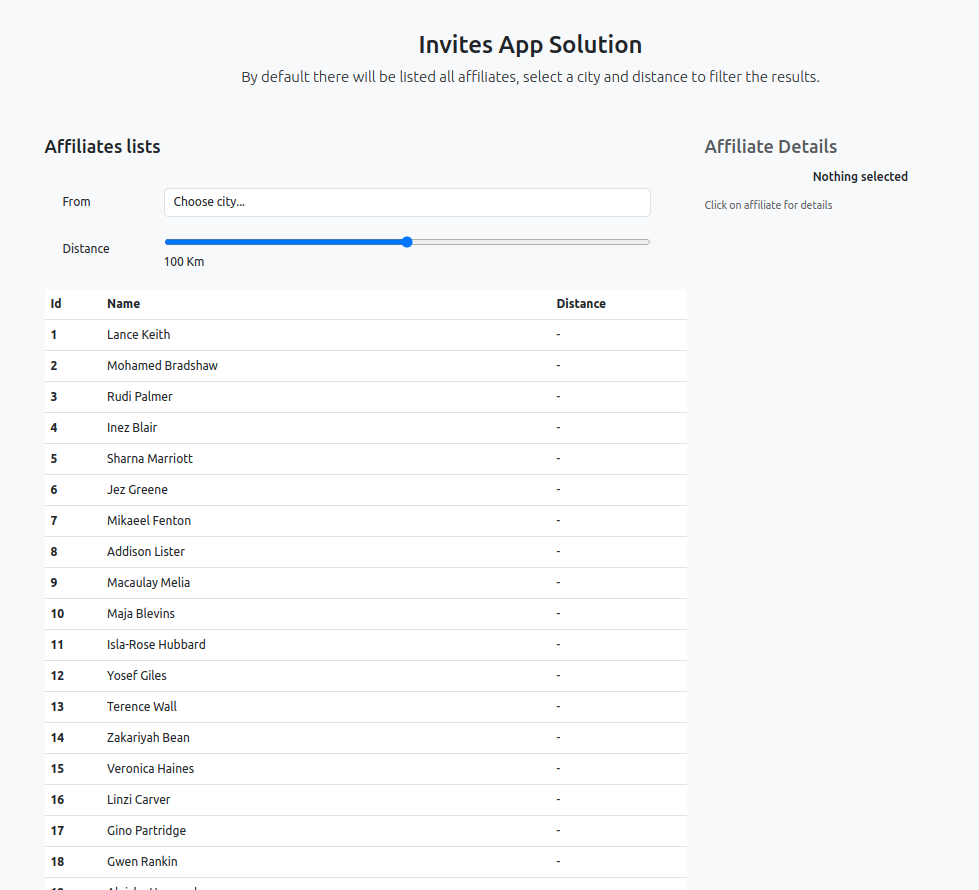 Invites App Solution
By default there will be listed all affiliates, select a city and distance to filter the results.
Affiliates lists
From
Choose city...
Distance
100 Km
Id Name Distance
1 Lance Keith -
2 Mohamed Bradshaw -
3 Rudi Palmer -
4 Inez Blair -
5 Sharna Marriott -
6 Jez Greene -
7 Mikaeel Fenton -
8 Addison Lister -
9 Macaulay Melia -
10 Maja Blevins -
11 Isla-Rose Hubbard -
12 Yosef Giles -
13 Terence Wall -
14 Zakariyah Bean -
15 Veronica Haines -
16 Linzi Carver -
17 Gino Partridge -
18 Gwen Rankin -
Affiliate Details
Nothing selected
Click on affiliate for details